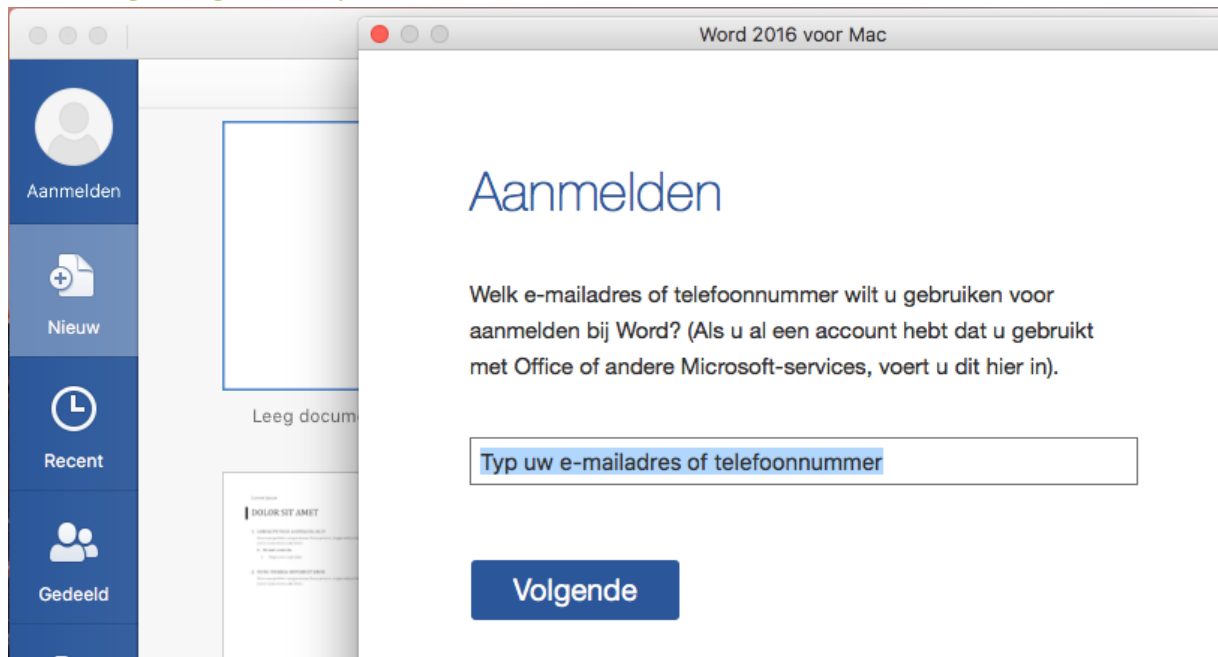 Word 2016 voor Mac
Aanmelden
Nieuw
Recent
Gedeeld
Leeg docum
DOLOR SIT AMET
Aanmelden
Welk e-mailadres of telefoonnummer wilt u gebruiken voor
aanmelden bij Word? (Als u al een account hebt dat u gebruikt
met Office of andere Microsoft-services, voert u dit hier in).
Typ uw e-mailadres of telefoonnummer
Volgende